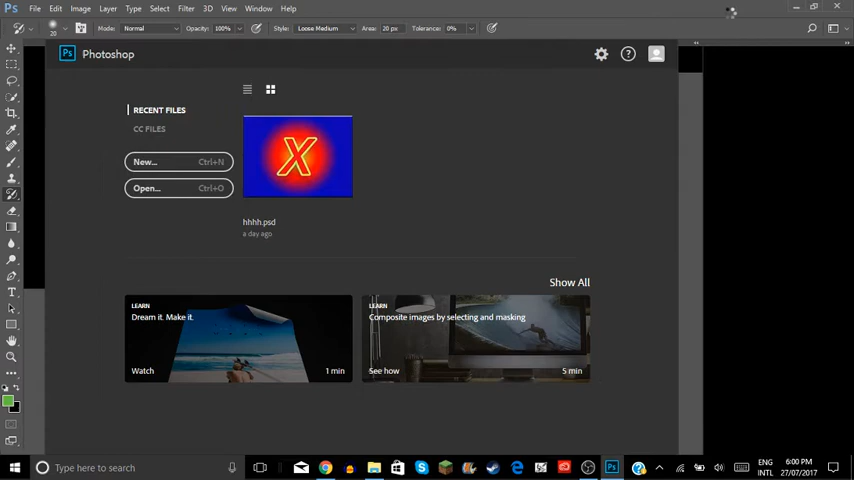 Ps File Edit Image Layer Type Select Filter 3D View Window Help
20 Mode: Normal Opacity: 100% Style: Loose Medium Area: 20 px Tolerance: 0%
Ps Photoshop ?
RECENT FILES
CC FILES
New... Ctrl+N
Open... Ctrl+O
X
hhhh.psd
a day ago
Show All
LEARN
Dream it. Make it.
Watch 1 min
LEARN
Composite images by selecting and masking
See how 5 min
T
Type here to search
Ps
ENG
INTL
6:00 PM
27/07/2017